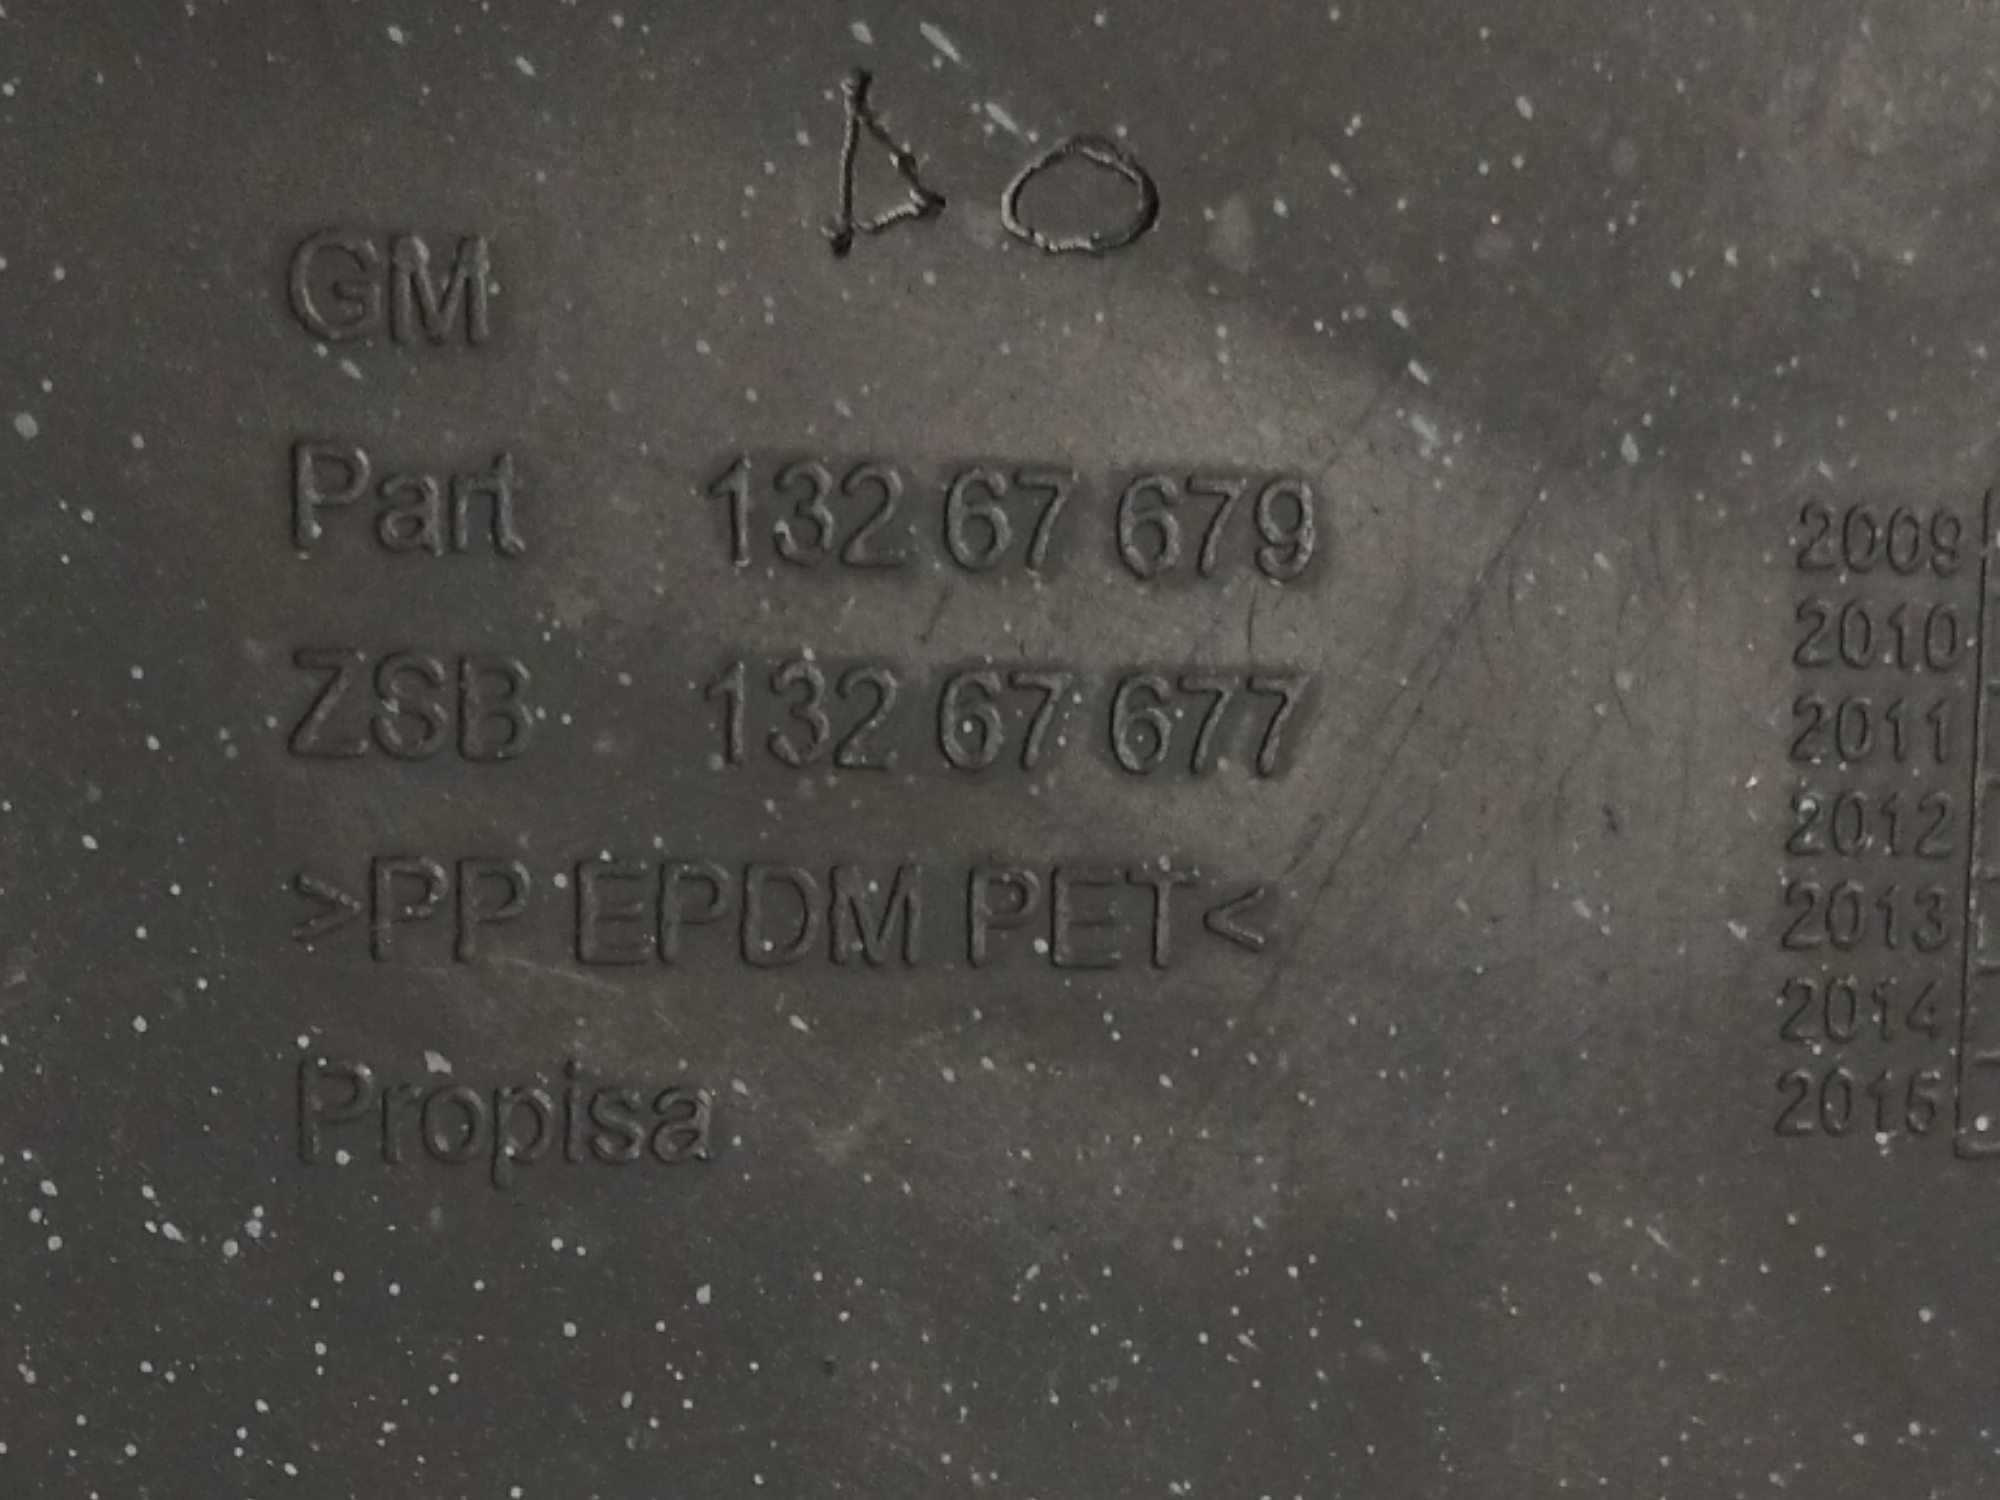 GM
Part 132 67 679
ZSB 132 67 677
>PP EPDM PET<
Propisa
2009
2010
2011
2012
2013
2014
2015